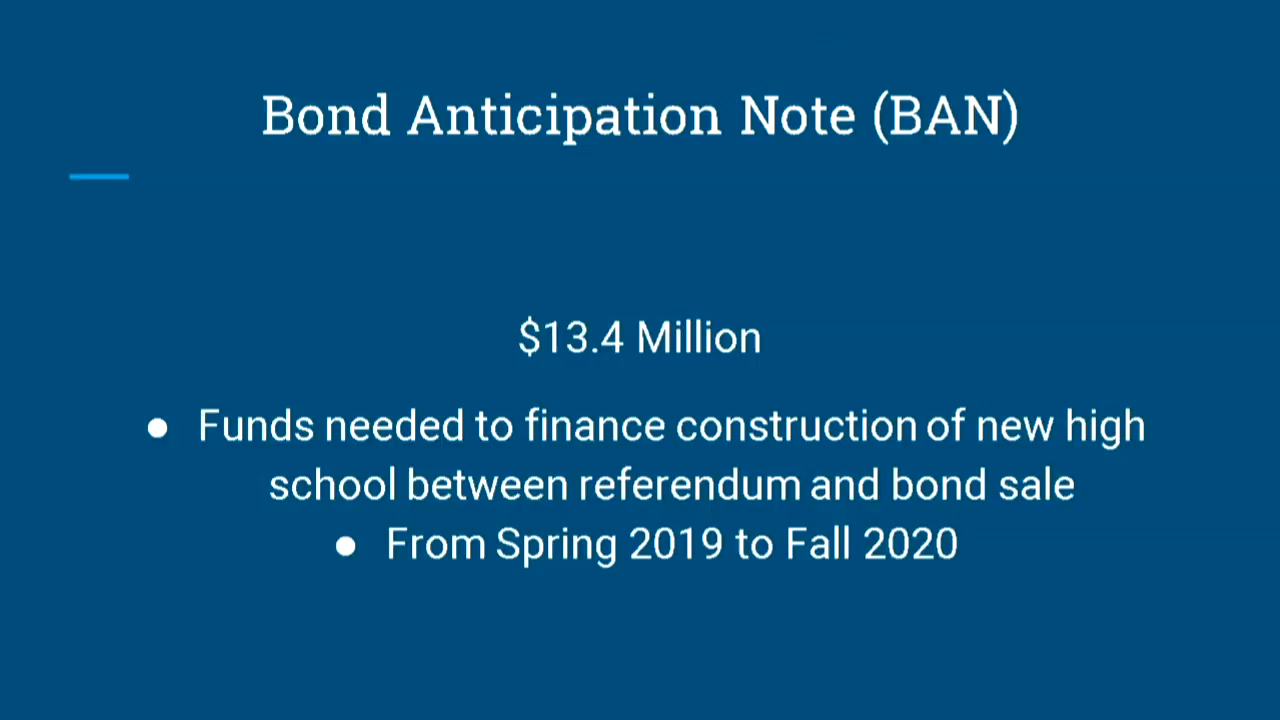 Bond Anticipation Note (BAN)
$13.4 Million
● Funds needed to finance construction of new high
school between referendum and bond sale
● From Spring 2019 to Fall 2020